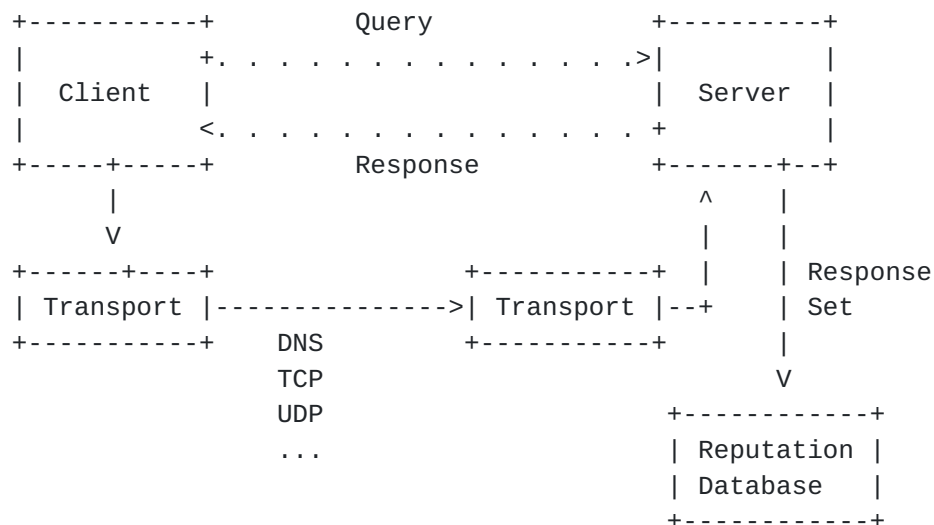 Query
Client
Server
Response
Response
Transport
Transport
Set
DNS
TCP
UDP
...
Reputation
Database